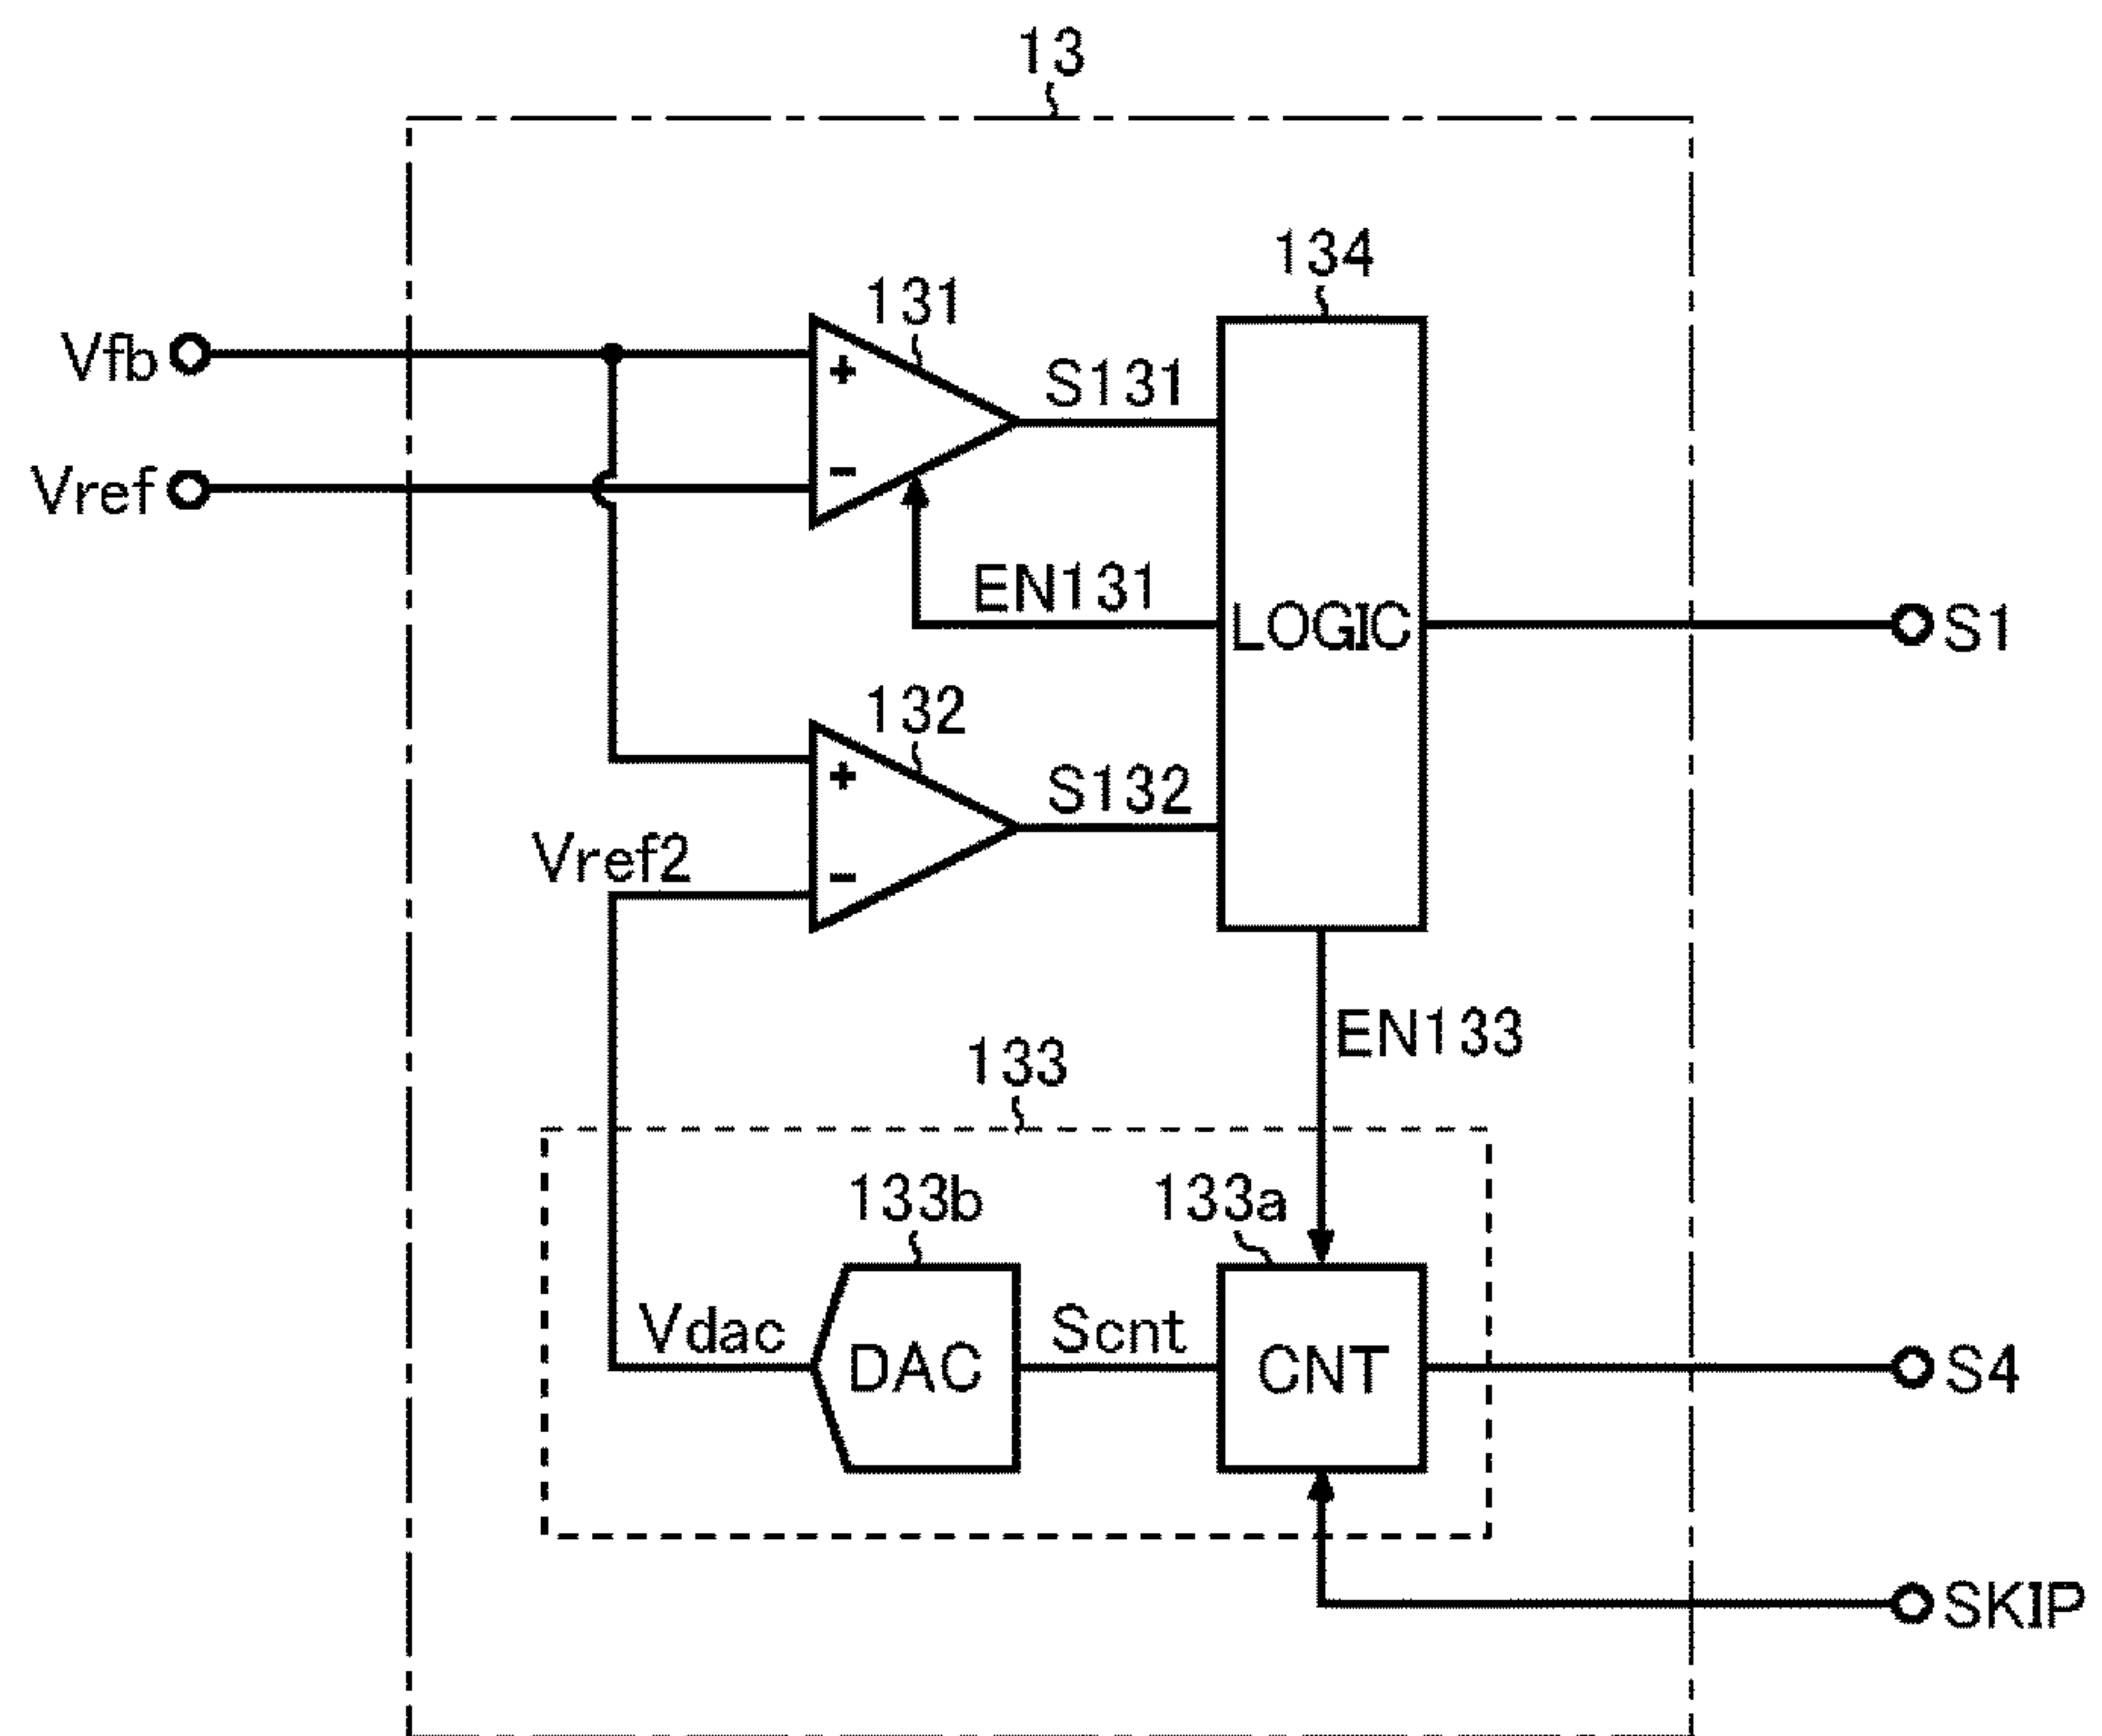 13
134
131
Vfb
+
S131
Vref
-
EN131
LOGIC
S1
132
+
S132
Vref2
-
EN133
133
133b
133a
Vdac
DAC
Scnt
CNT
S4
SKIP